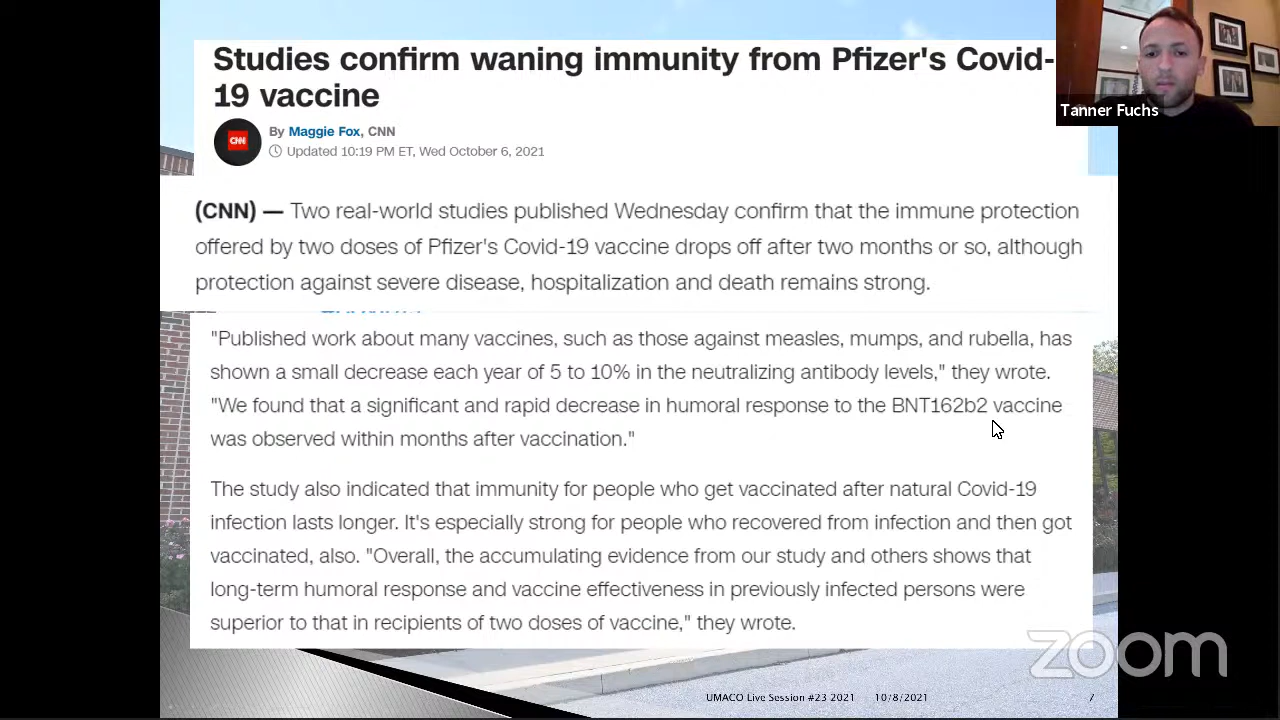 Studies confirm waning immunity from Pfizer's Covid-
19 vaccine
CNN
By Maggie Fox, CNN
Updated 10:19 PM ET, Wed October 6, 2021
Tanner Fuchs
(CNN) — Two real-world studies published Wednesday confirm that the immune protection
offered by two doses of Pfizer's Covid-19 vaccine drops off after two months or so, although
protection against severe disease, hospitalization and death remains strong.
"Published work about many vaccines, such as those against measles, mumps, and rubella, has
shown a small decrease each year of 5 to 10% in the neutralizing antibody levels," they wrote.
"We found that a significant and rapid decrease in humoral response to the BNT162b2 vaccine
was observed within months after vaccination."
The study also indicated that immunity for people who get vaccinated after natural Covid-19
infection lasts longer. It's especially strong for people who recovered from infection and then got
vaccinated, also. "Overall, the accumulating evidence from our study and others shows that
long-term humoral response and vaccine effectiveness in previously infected persons were
superior to that in recipients of two doses of vaccine," they wrote.
zoom
UMACO Live Session #23 2021 10/8/2021 7